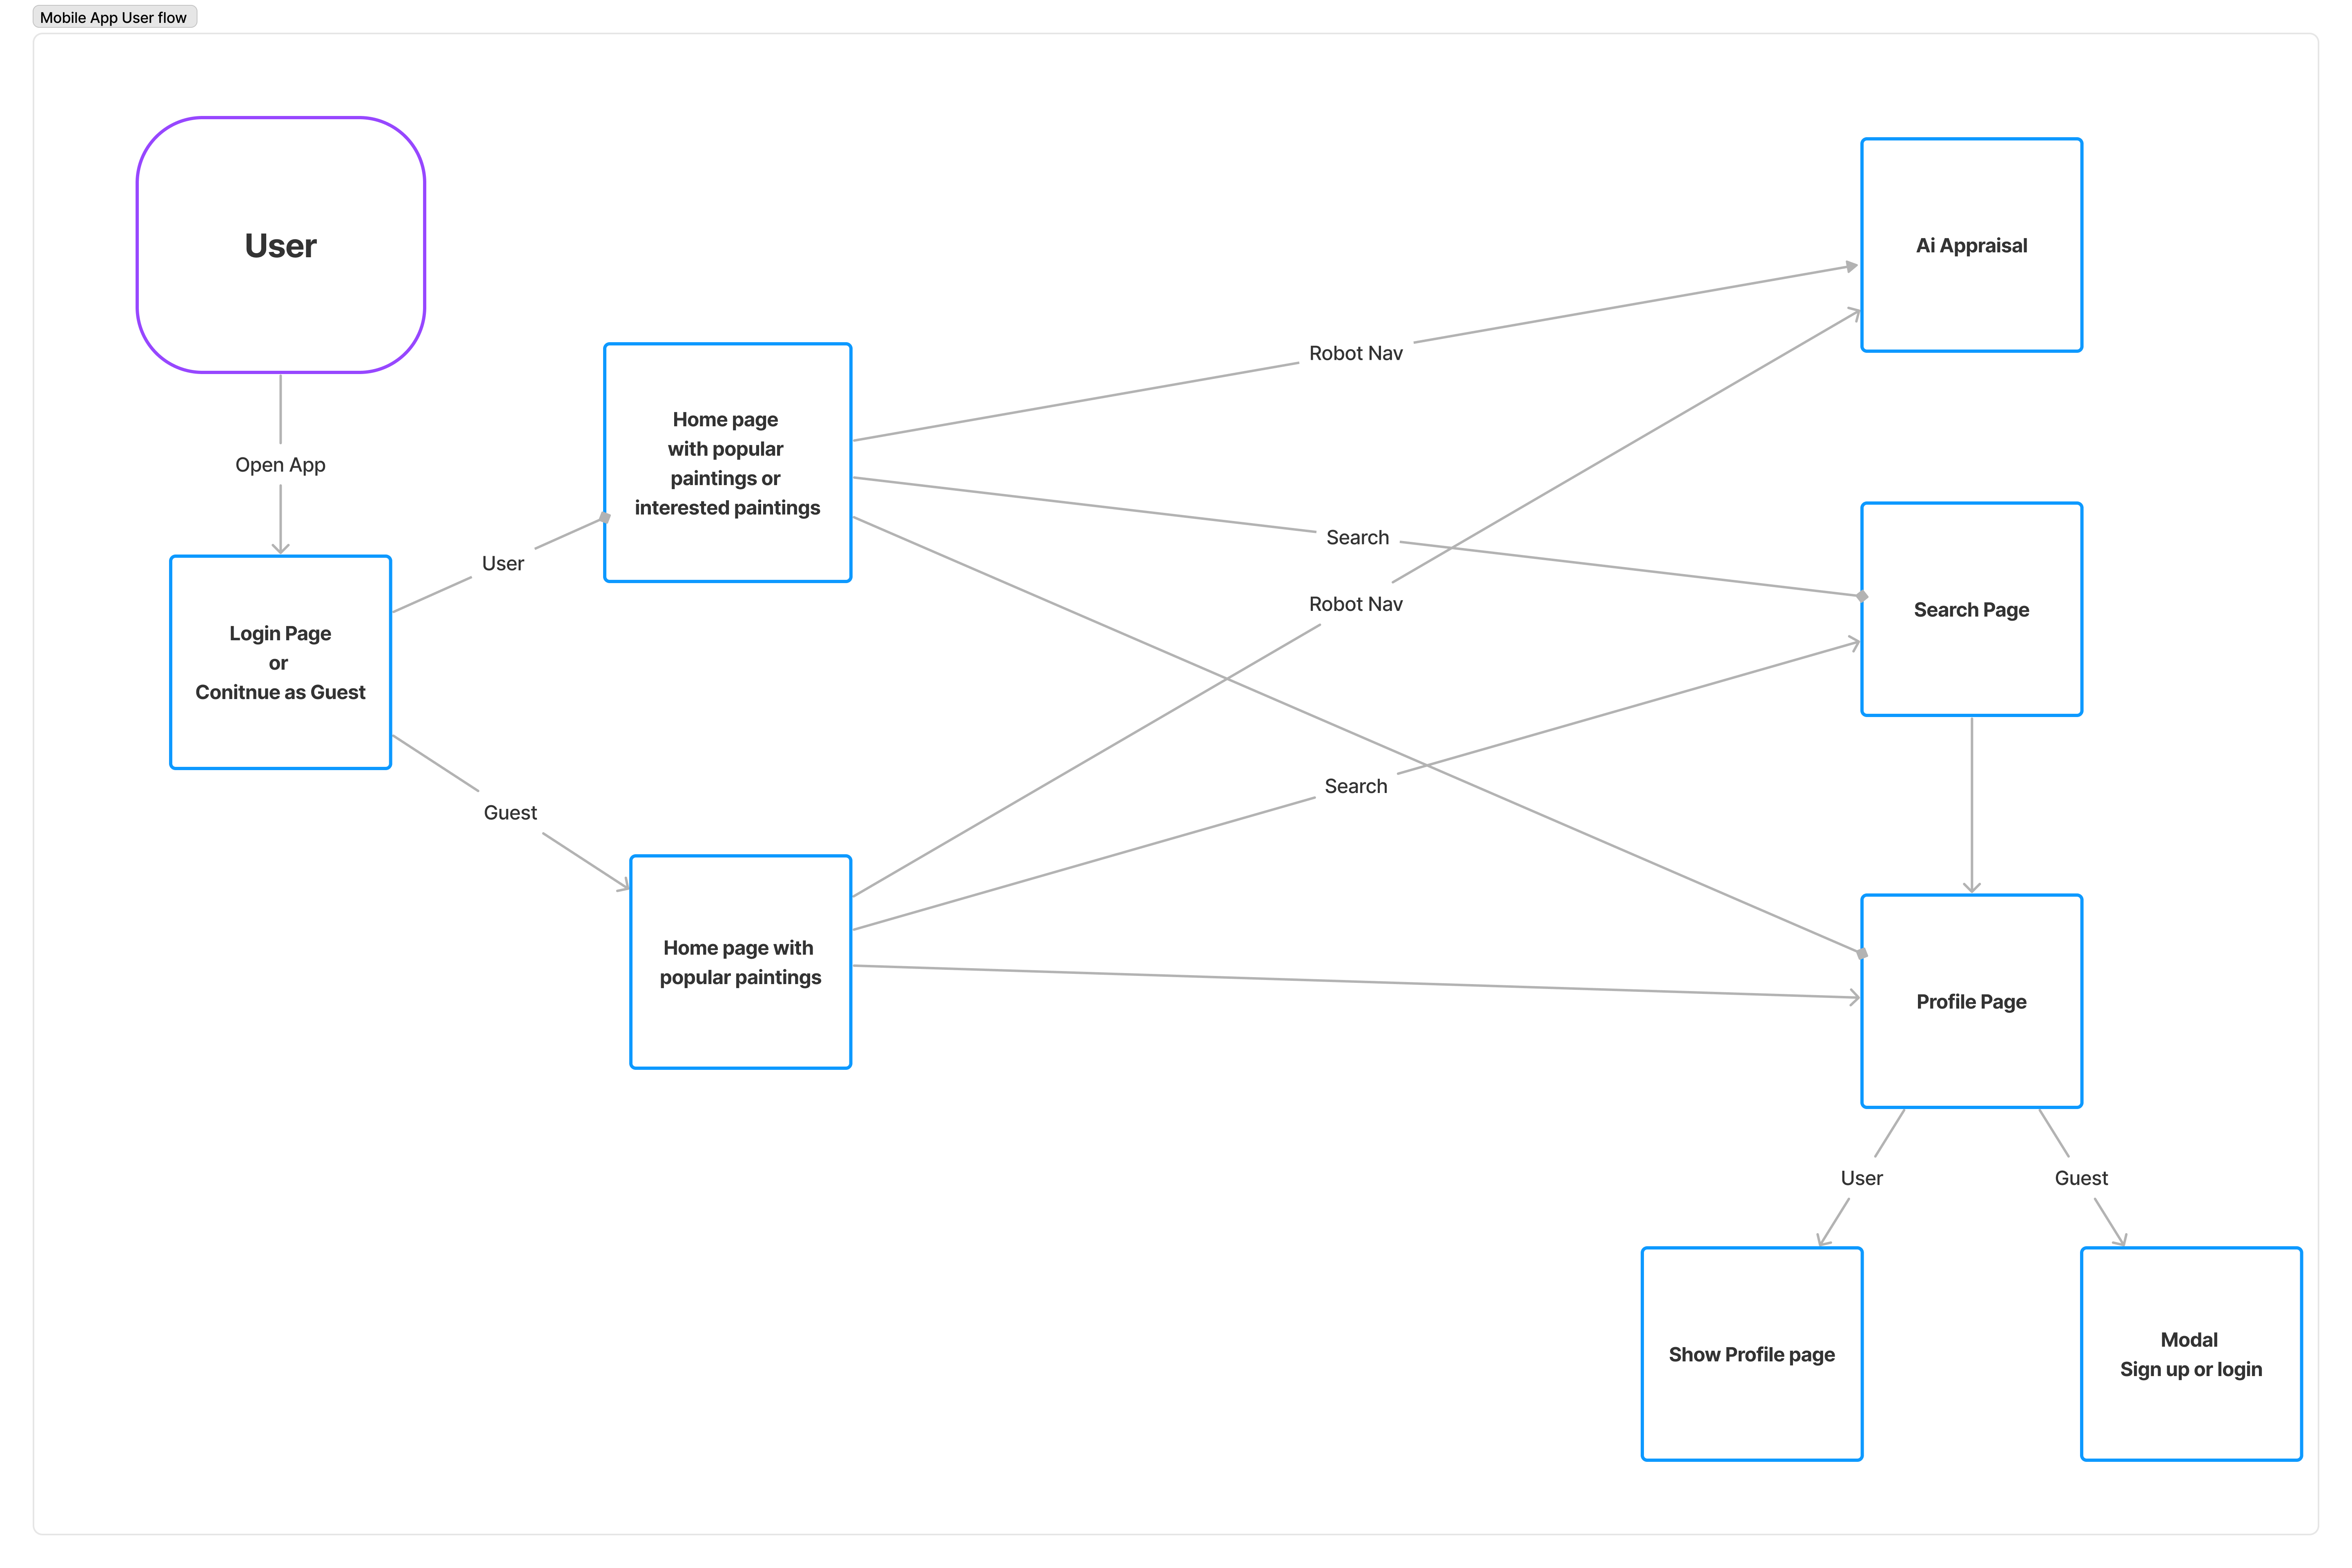 Mobile App User flow
User
Open App
Login Page
or
Conitnue as Guest
User
Guest
Home page
with popular
paintings or
interested paintings
Home page with
popular paintings
Robot Nav
Search
Robot Nav
Search
Ai Appraisal
Search Page
Profile Page
User
Guest
Show Profile page
Modal
Sign up or login